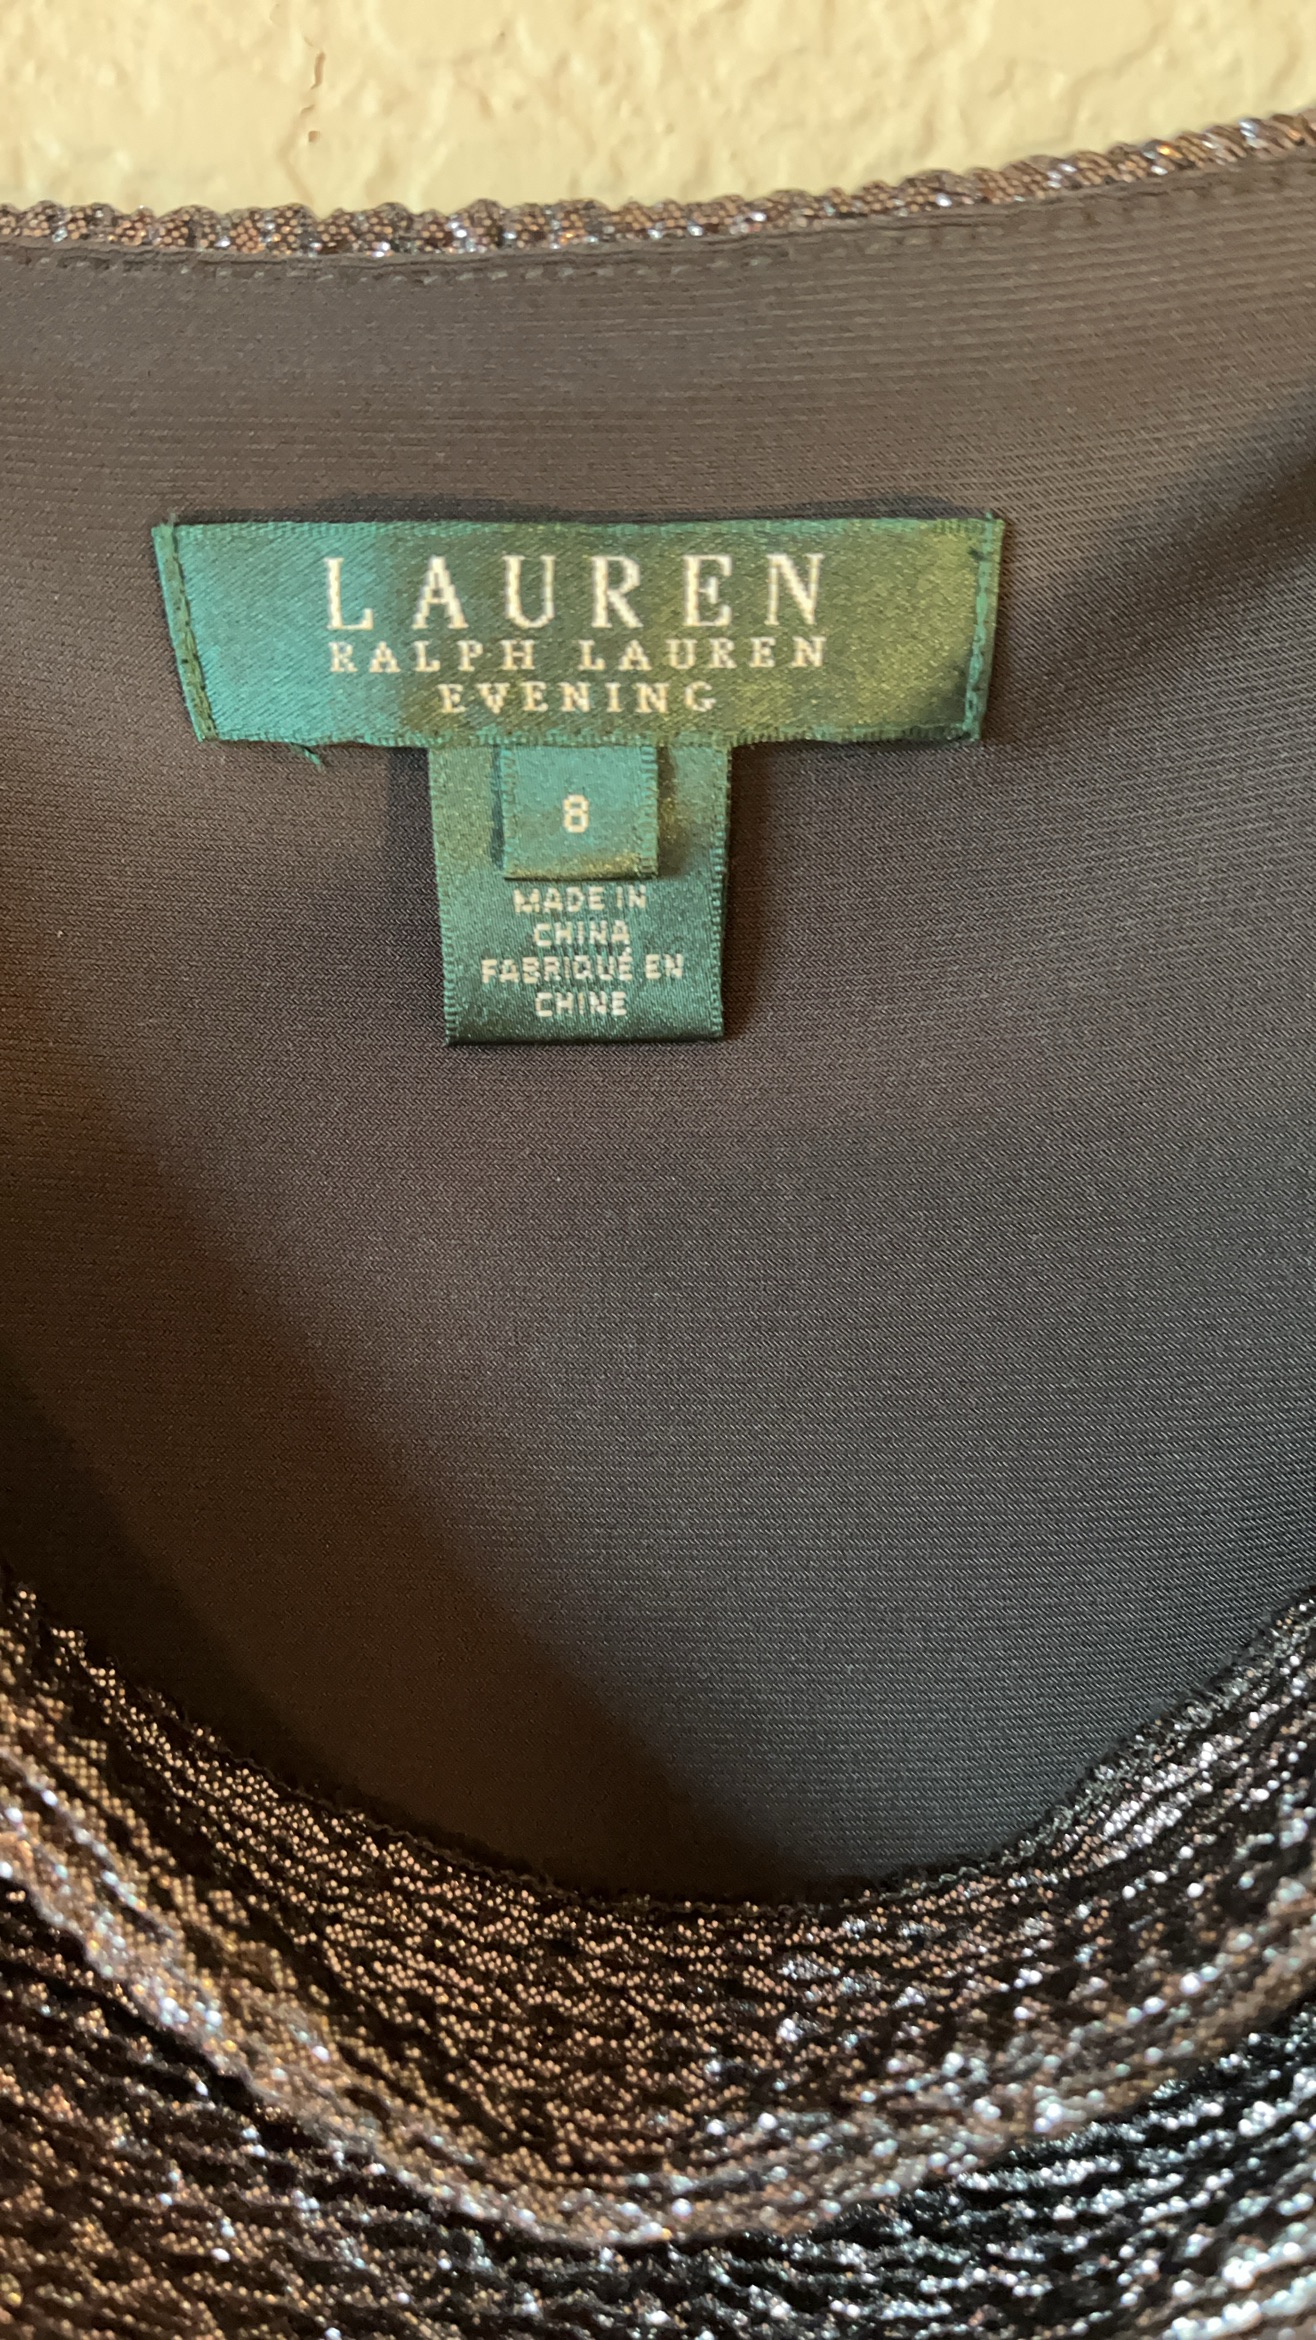 LAUREN
RALPH LAUREN
EVENING
8
MADE IN
CHINA
FABRIQUÉ EN
CHINE